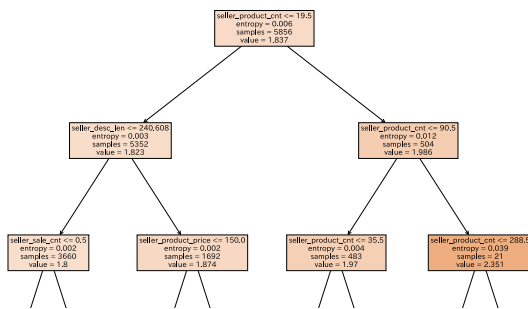 seller_product_cnt <= 19.5
entropy = 0.006
samples = 5856
value = 1.837
seller_desc_len <= 240,608
entropy = 0.003
samples = 5352
value = 1.823
seller_product_cnt <= 90.5
entropy = 0.012
samples = 504
value = 1.986
seller_sale_cnt <= 0.5
entropy = 0.002
samples = 3660
value = 1.8
seller_product_price <= 150.0
entropy = 0.002
samples = 1692
value = 1.874
seller_product_cnt <= 35.5
entropy = 0.004
samples = 483
value = 1.97
seller_product_cnt <= 288.5
entropy = 0.039
samples = 21
value = 2.351